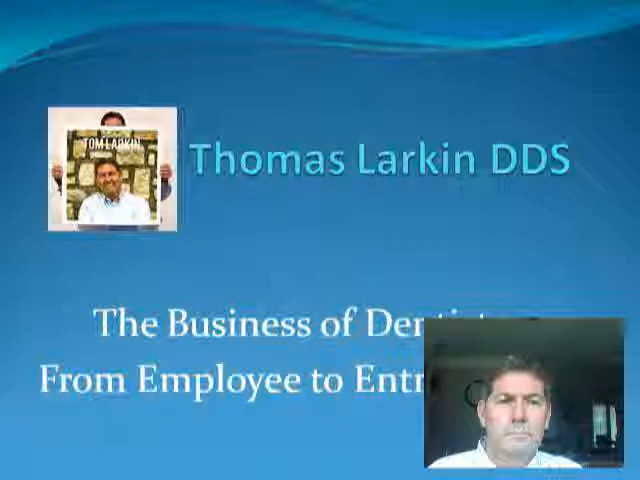 TOM LARKIN
Thomas Larkin DDS
The Business of
From Employee to